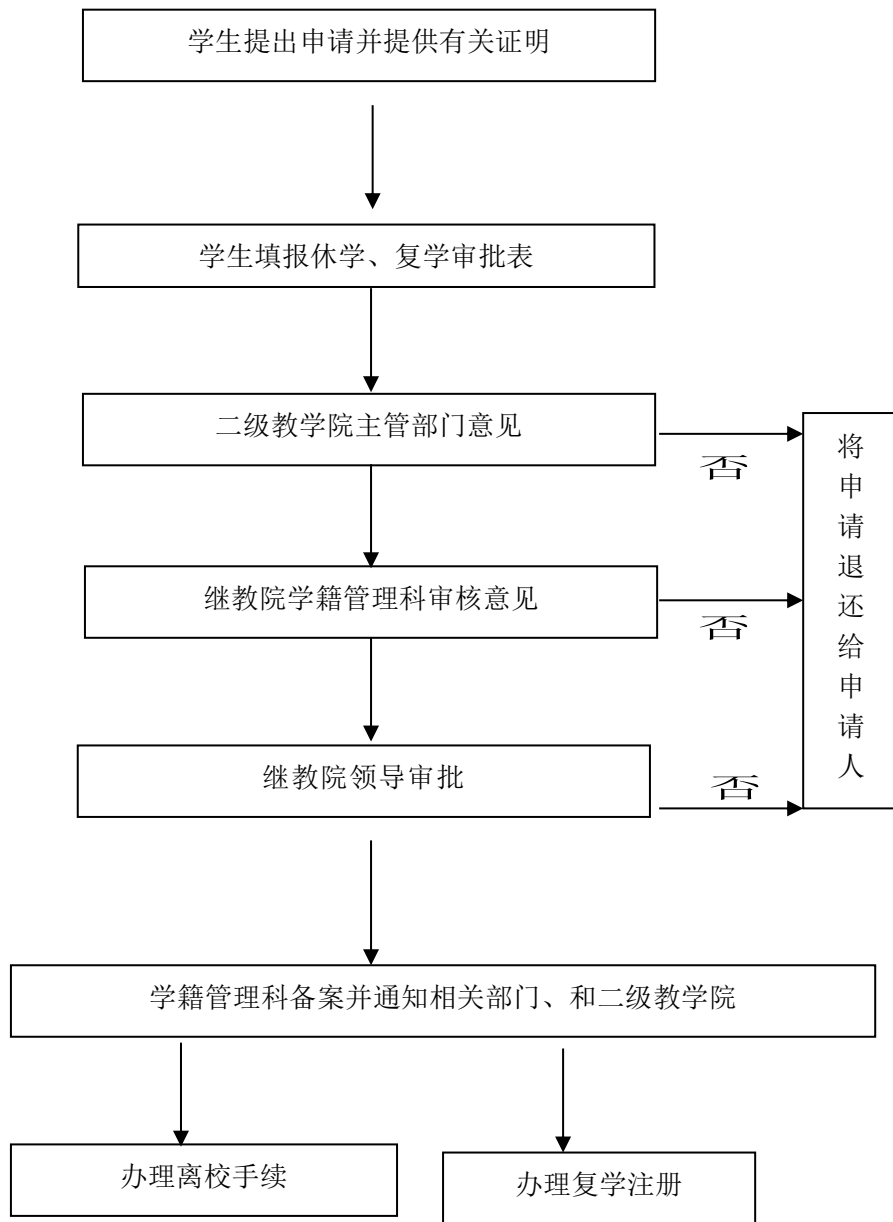 学生提出申请并提供有关证明
学生填报休学、复学审批表
二级教学院主管部门意见
否
继教院学籍管理科审核意见
否
继教院领导审批
否
将申请退还给申请人
学籍管理科备案并通知相关部门、和二级教学院
办理离校手续
办理复学注册